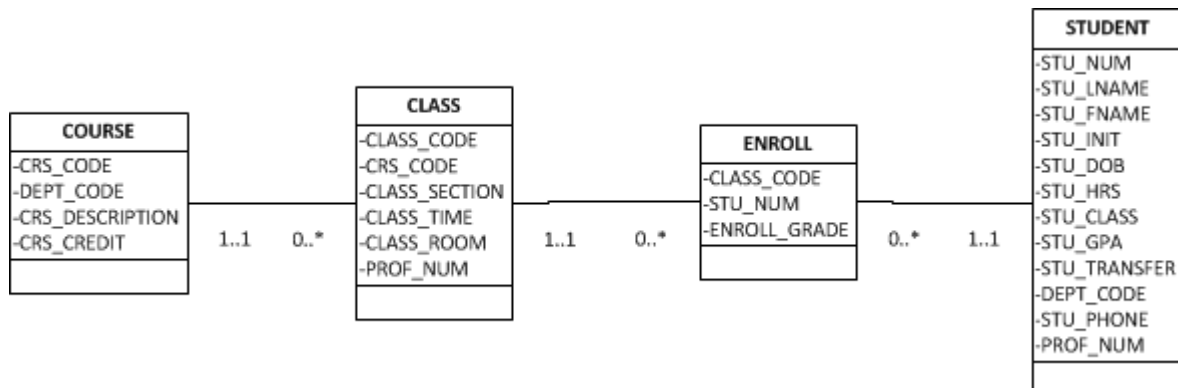 COURSE
-CRS_CODE
-DEPT_CODE
-CRS_DESCRIPTION
-CRS_CREDIT
1..1
0..*
CLASS
-CLASS_CODE
-CRS_CODE
-CLASS_SECTION
-CLASS_TIME
-CLASS_ROOM
-PROF_NUM
1..1
0..*
ENROLL
-CLASS_CODE
-STU_NUM
-ENROLL_GRADE
0..*
1..1
STUDENT
-STU_NUM
-STU_LNAME
-STU_FNAME
-STU_INIT
-STU_DOB
-STU_HRS
-STU_CLASS
-STU_GPA
-STU_TRANSFER
-DEPT_CODE
-STU_PHONE
-PROF_NUM